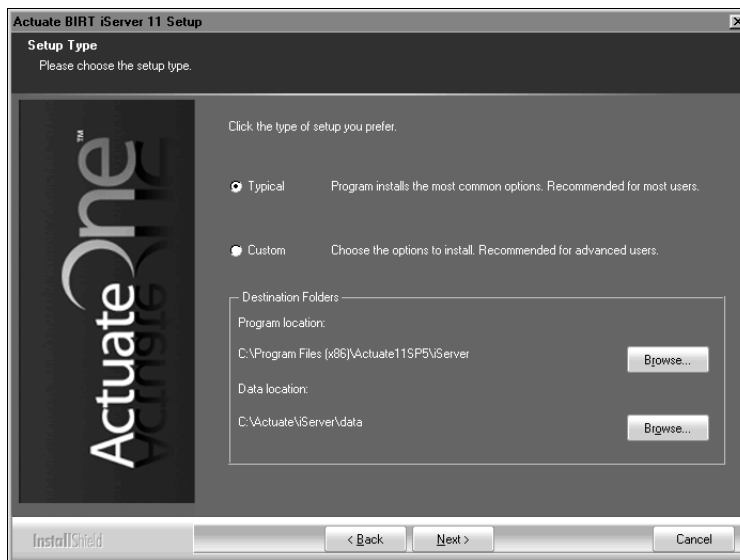 Actuate BIRT iServer 11 Setup
Setup Type
Please choose the setup type.
ActuateOne™
Click the type of setup you prefer.
Typical Program installs the most common options. Recommended for most users.
Custom Choose the options to install. Recommended for advanced users.
Destination Folders
Program location:
C:\Program Files (x86)\Actuate11SP5\iServer
Browse...
Data location:
C:\Actuate\iServer\data
Browse...
InstallShield
< Back Next > Cancel